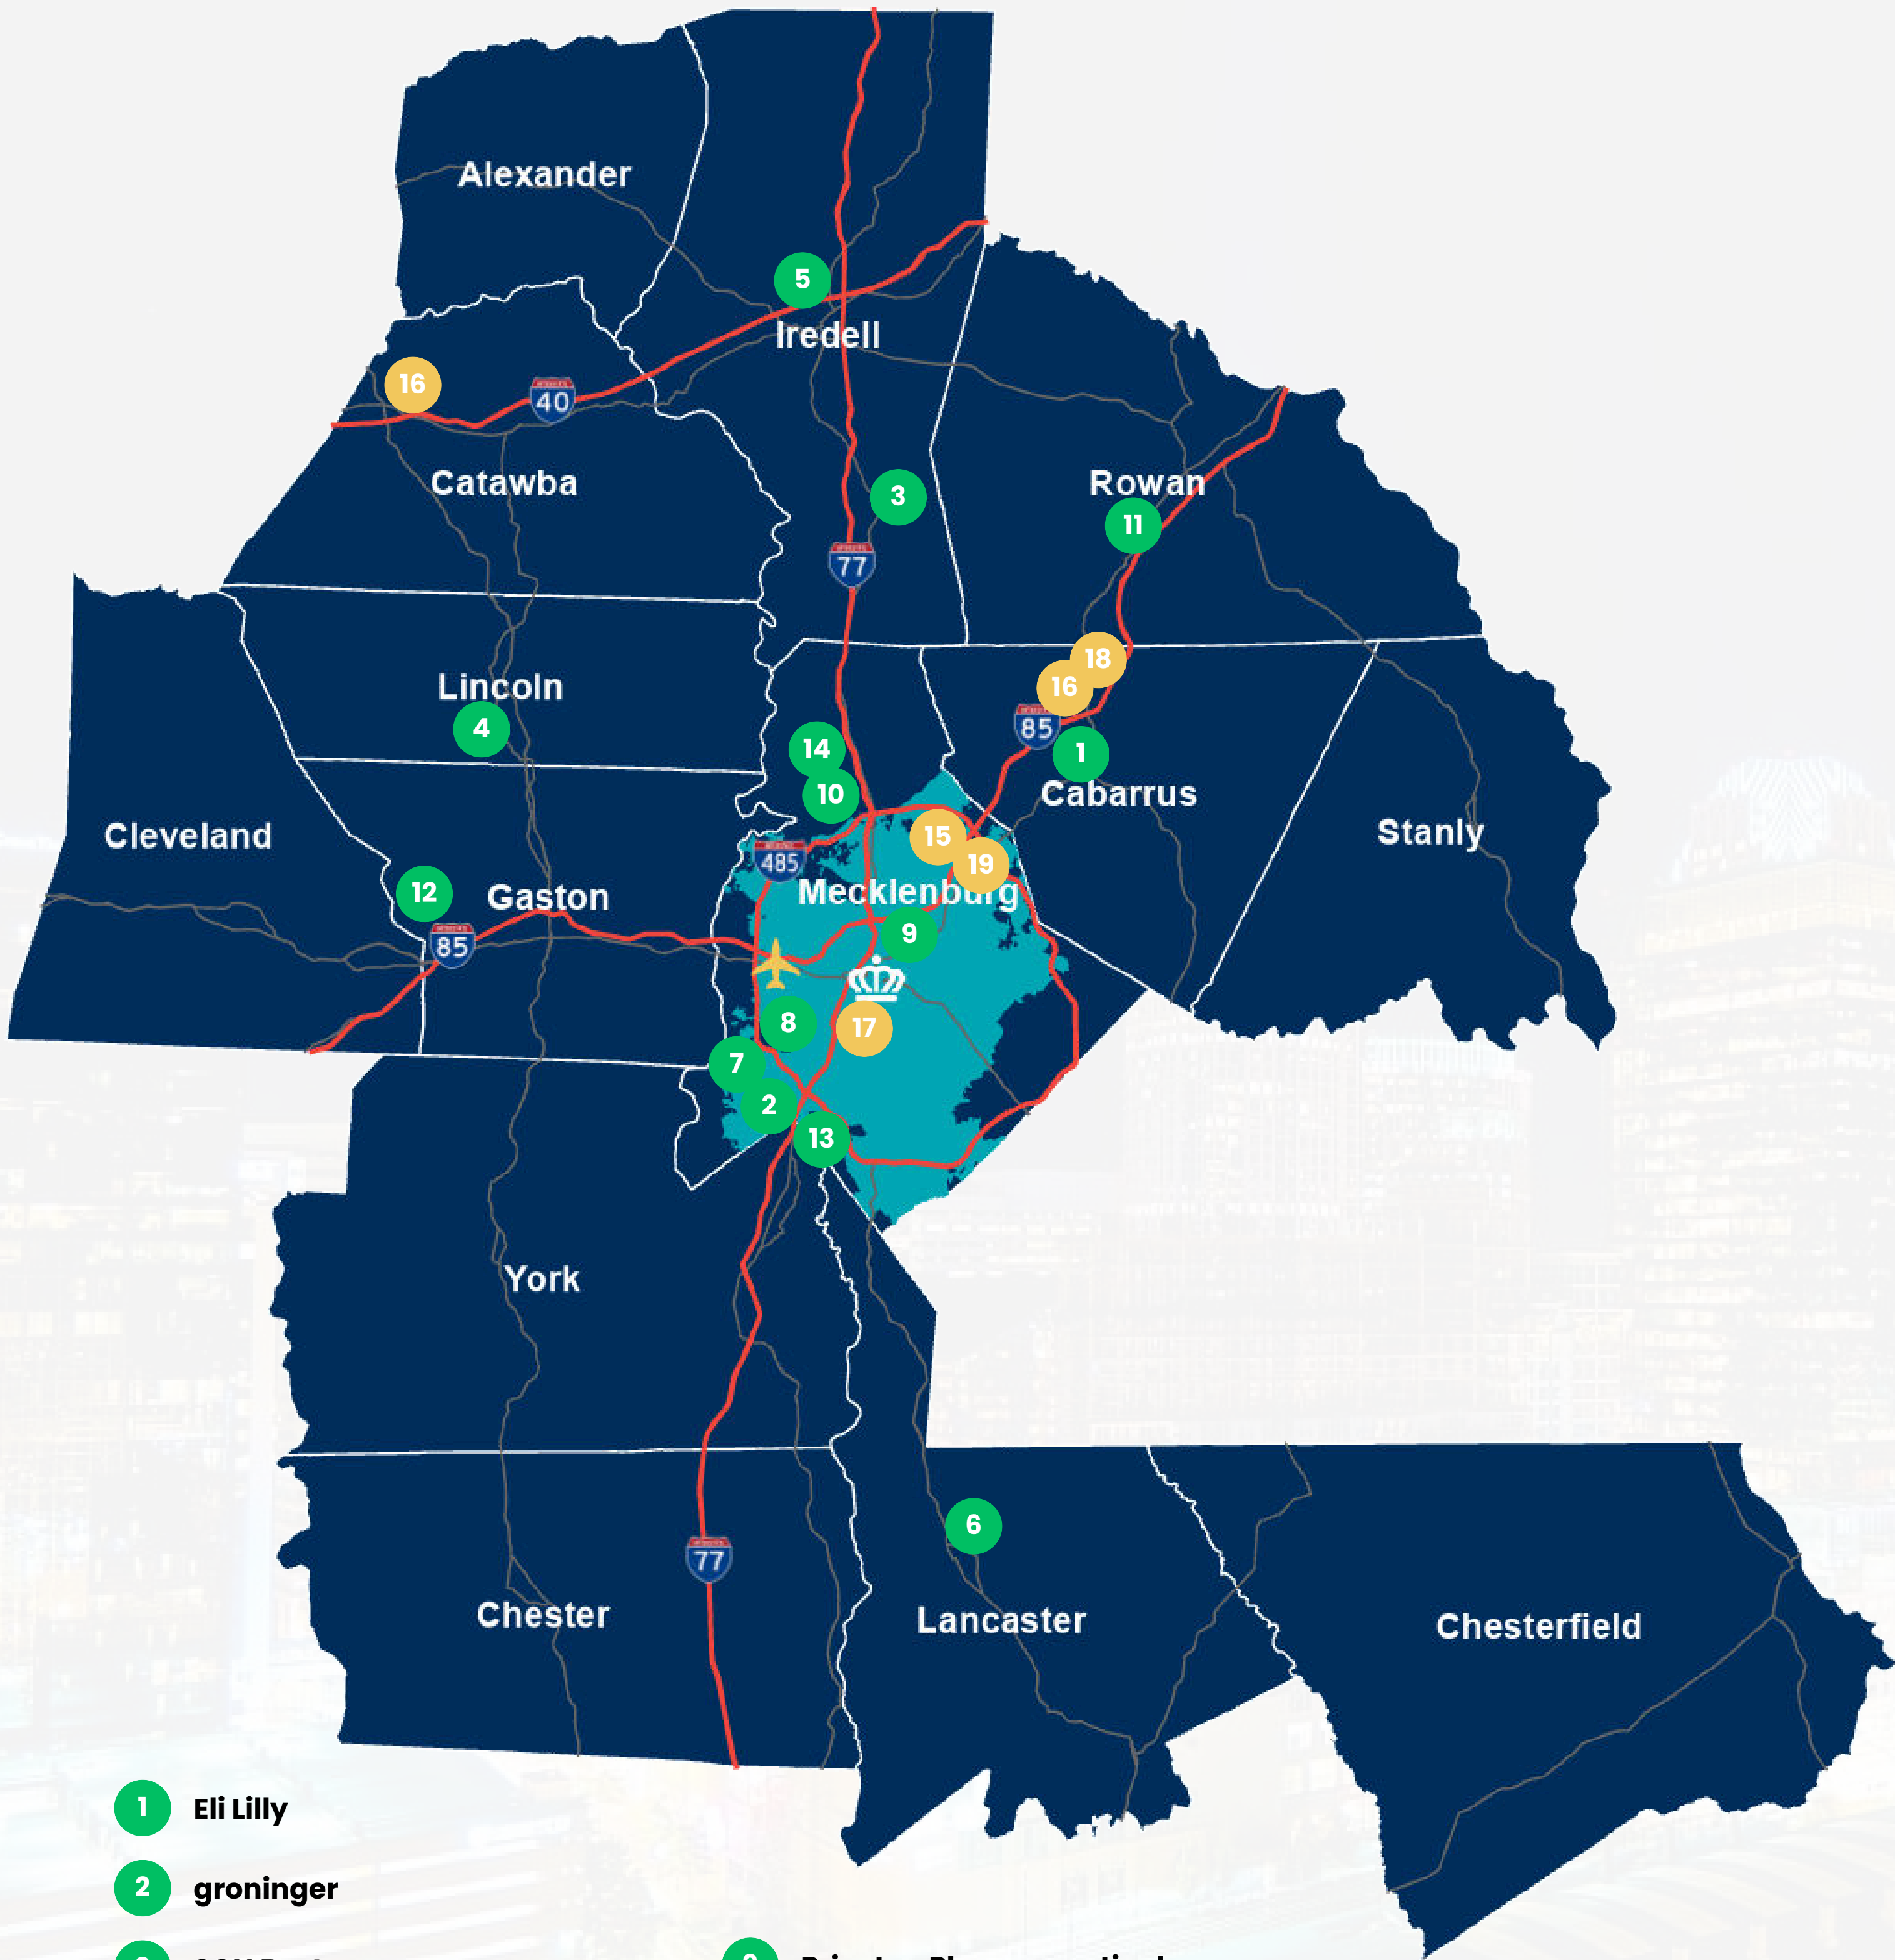 Alexander
5
Iredell
16
40
Catawba
3
Rowan
11
77
18
16
Lincoln
4
85
14
1
10
Cabarrus
Cleveland
15
Stanly
485
19
12
Gaston
Mecklenburg
9
85
8
17
7
2
13
York
6
77
Chester
Lancaster
Chesterfield
1 Eli Lilly
2 groninger